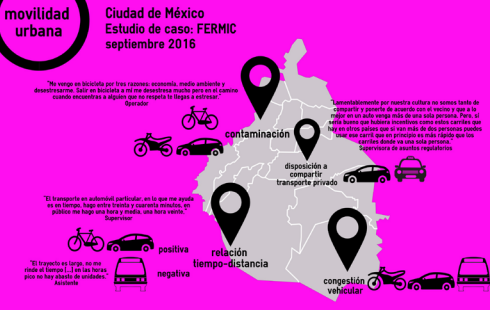 movilidad
urbana
Ciudad de México
Estudio de caso: FERMIC
septiembre 2016
"Me vengo en bicicleta por tres razones: economía, medio ambiente y
desestresarme. Salir en bicicleta a mí me desestresa mucho pero en el camino
cuando encuentras a alguien que no respeta te llegas a estresar."
Operador
contaminación
"Lamentablemente por nuestra cultura no somos tanto de
compartir y ponerte de acuerdo con el vecino y que a lo
mejor en un auto venga más de una sola persona. Pero, sí
sería bueno que hubiera incentivos como estos carriles que
hay en otros países que si van más de dos personas puedes
usar ese carril que en principio es más rápido que los
carriles donde va una sola persona."
Supervisora de asuntos regulatorios
disposición a
compartir
transporte privado
"El transporte en automóvil particular, en lo que me ayuda
es en tiempo, hago entre treinta y cuarenta minutos, en
público me hago una hora y media, una hora veinte."
Supervisor
positiva
relación
tiempo-distancia
"El trayecto es largo, no me
rinde el tiempo [...] en las horas
pico no hay abasto de unidades."
Asistente
negativa
congestión
vehicular